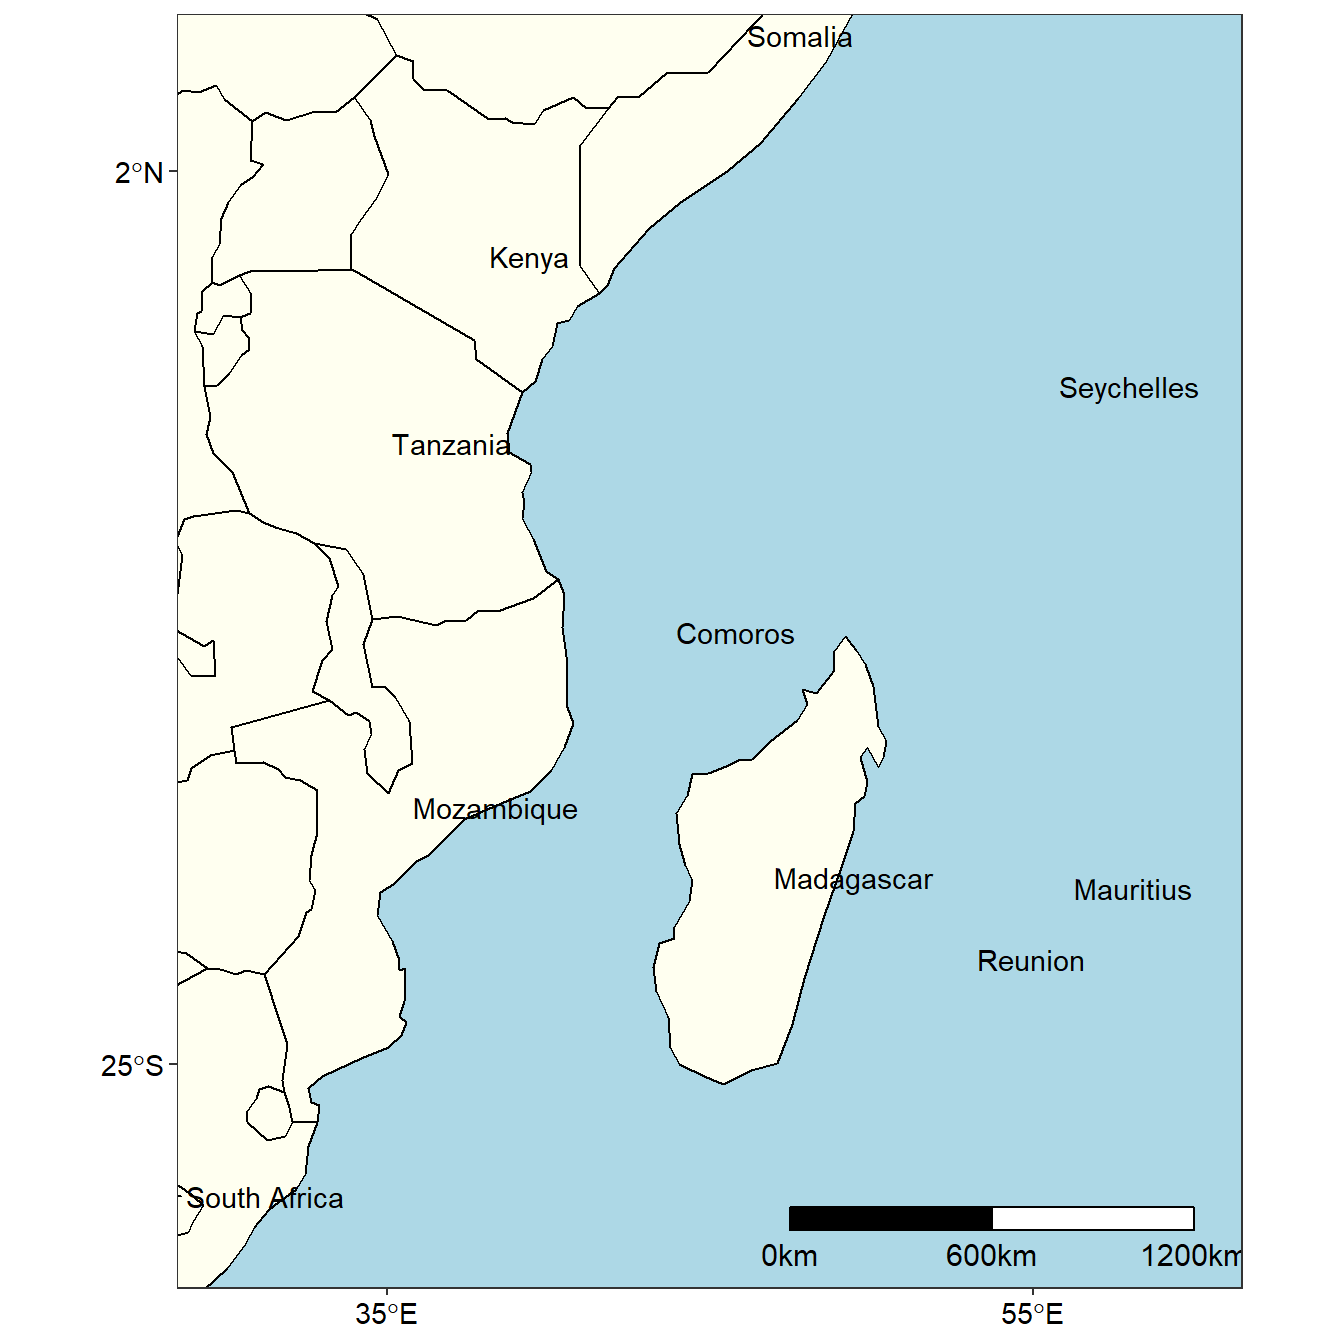 Somalia
2°N
Kenya
Seychelles
Tanzania
Comoros
Mozambique
Madagascar
Mauritius
Reunion
25°S
South Africa
0km 600km 1200km
35°E 55°E